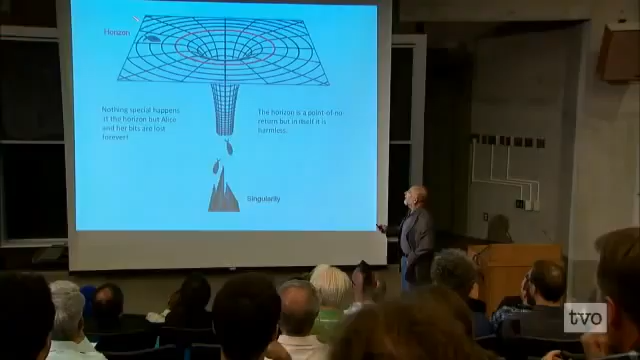 Horizon
Nothing special happens
at the horizon but Alice
and her bits are lost
forever!
The horizon is a point-of-no-
return but in itself it is
harmless.
Singularity
tvo